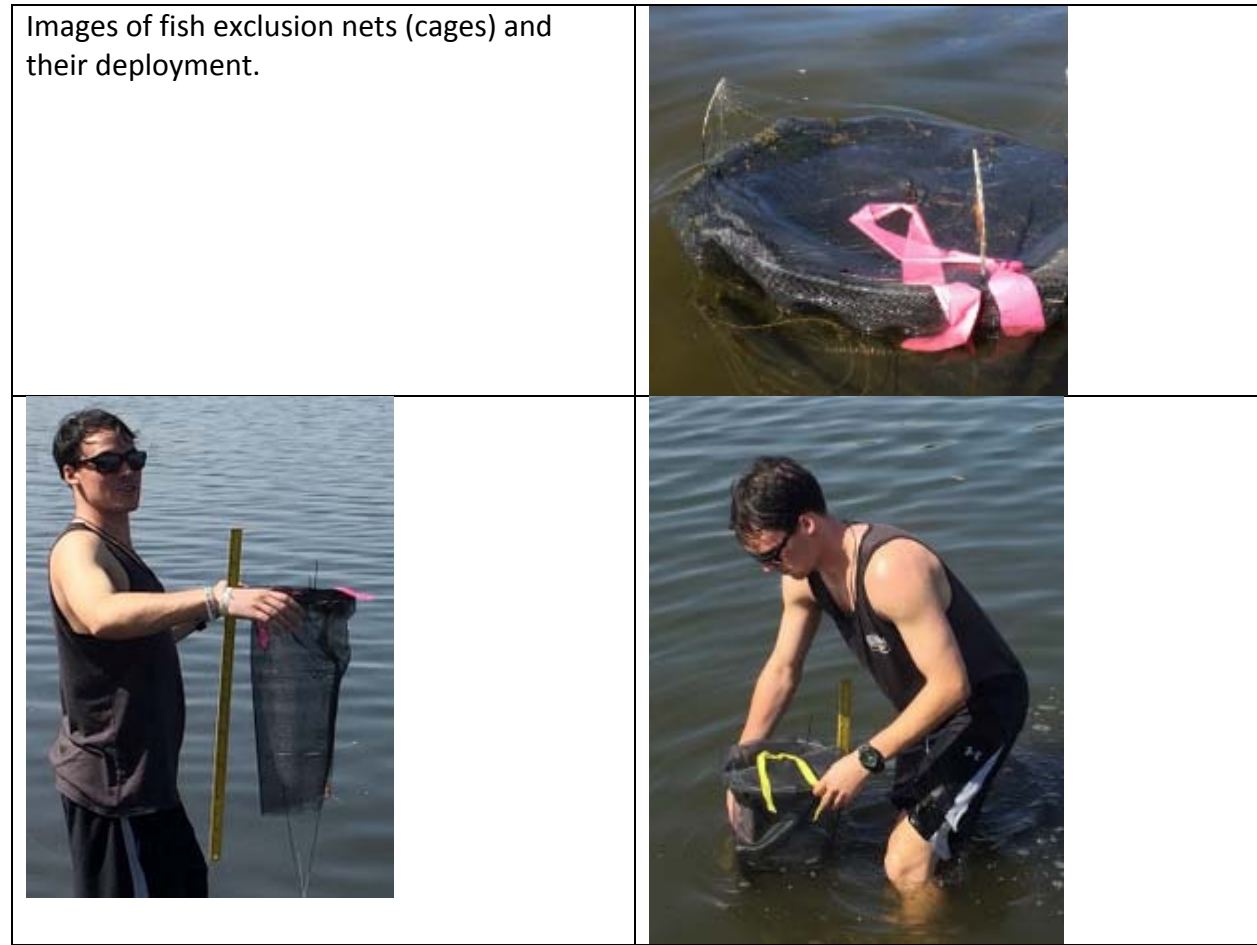 Images of fish exclusion nets (cages) and
their deployment.